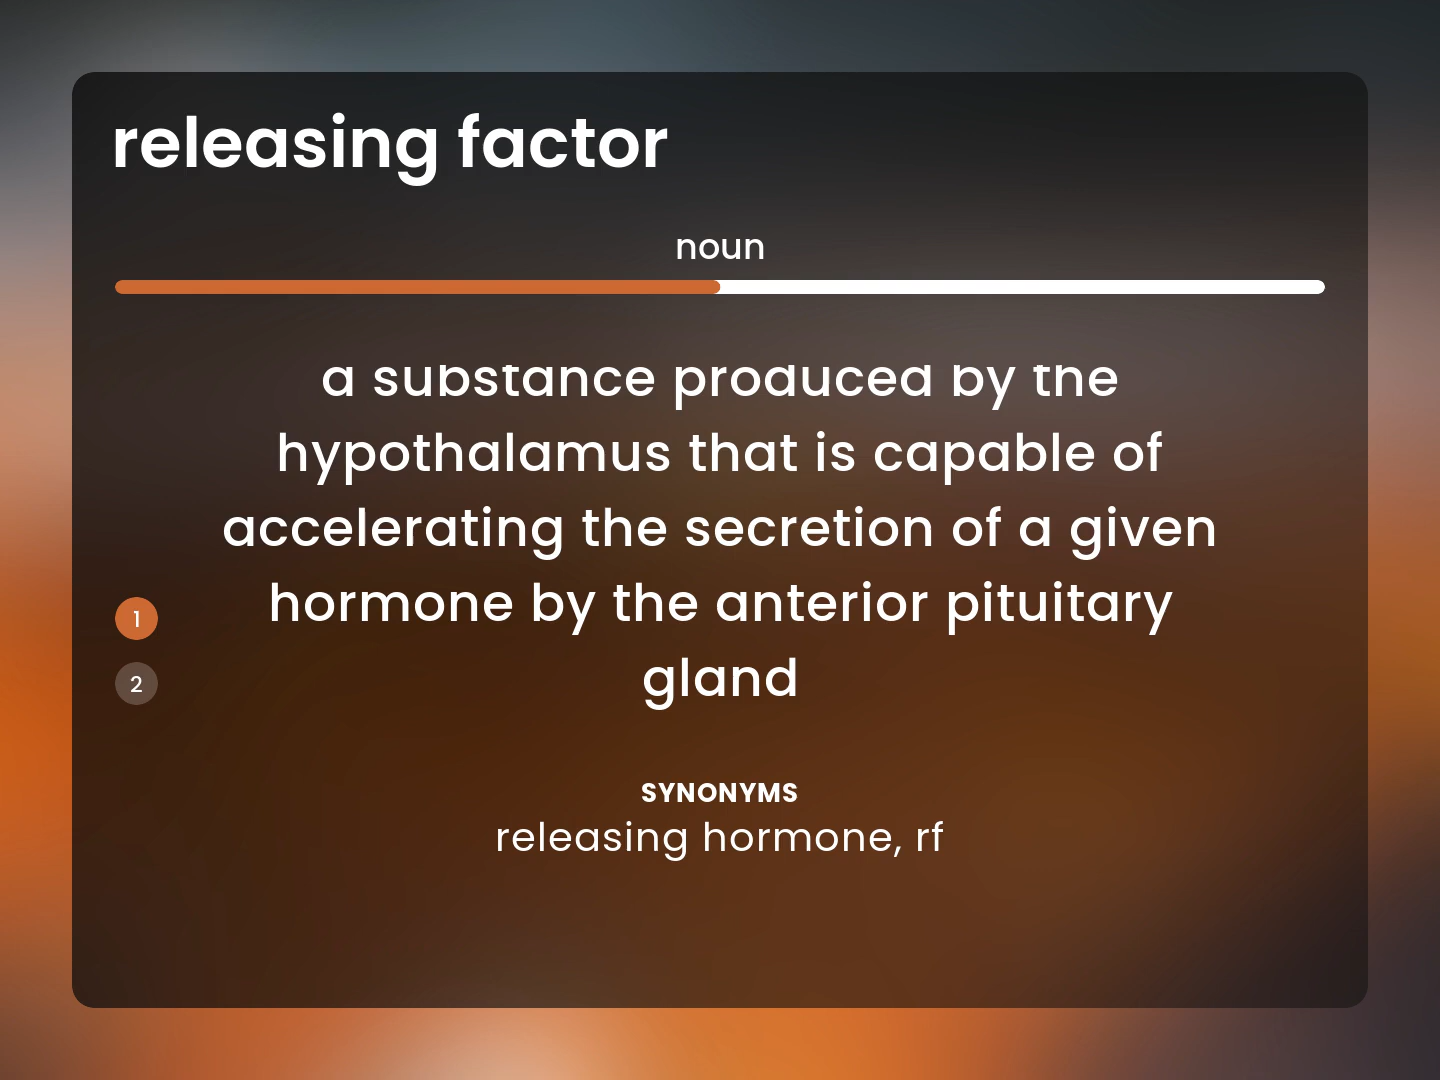 releasing factor
noun
a substance produced by the
hypothalamus that is capable of
accelerating the secretion of a given
hormone by the anterior pituitary
gland
1
2
SYNONYMS
releasing hormone, rf